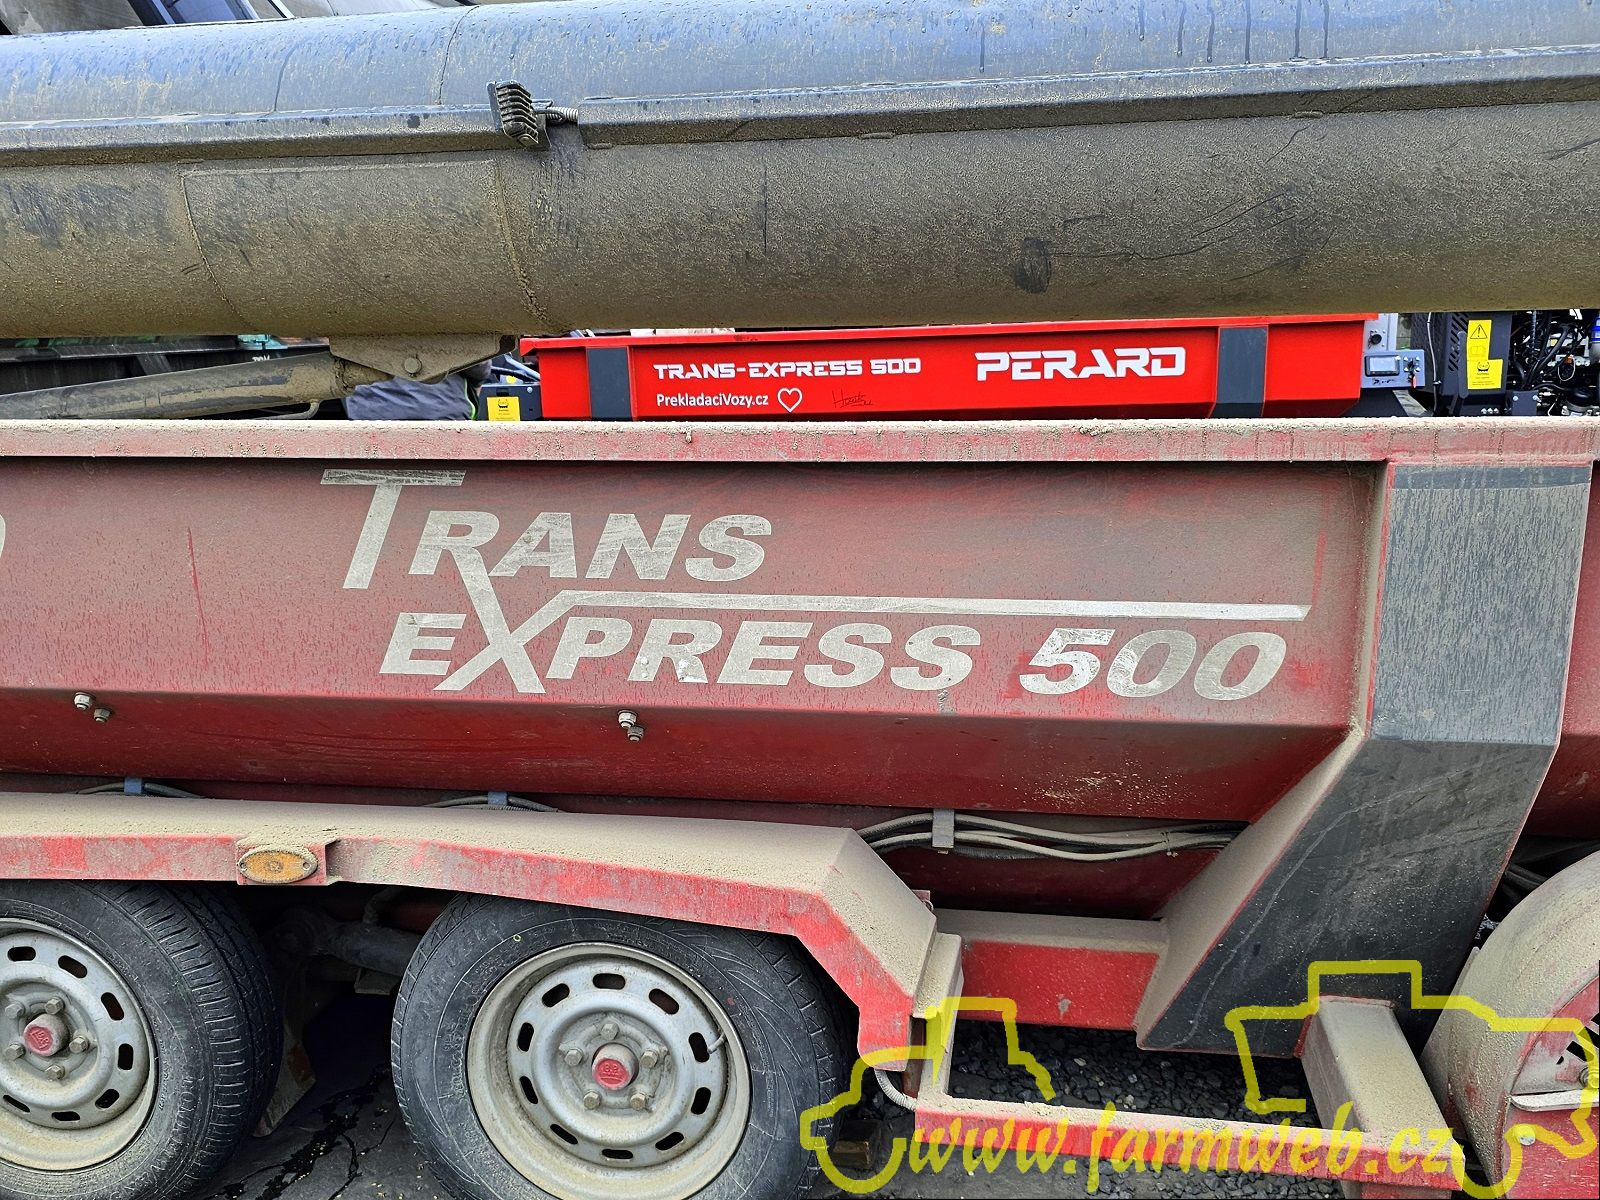 TRANS-EXPRESS 500 PERARD
PrekladaciVozy.cz
TRANS
EXPRESS 500
www.farmweb.cz